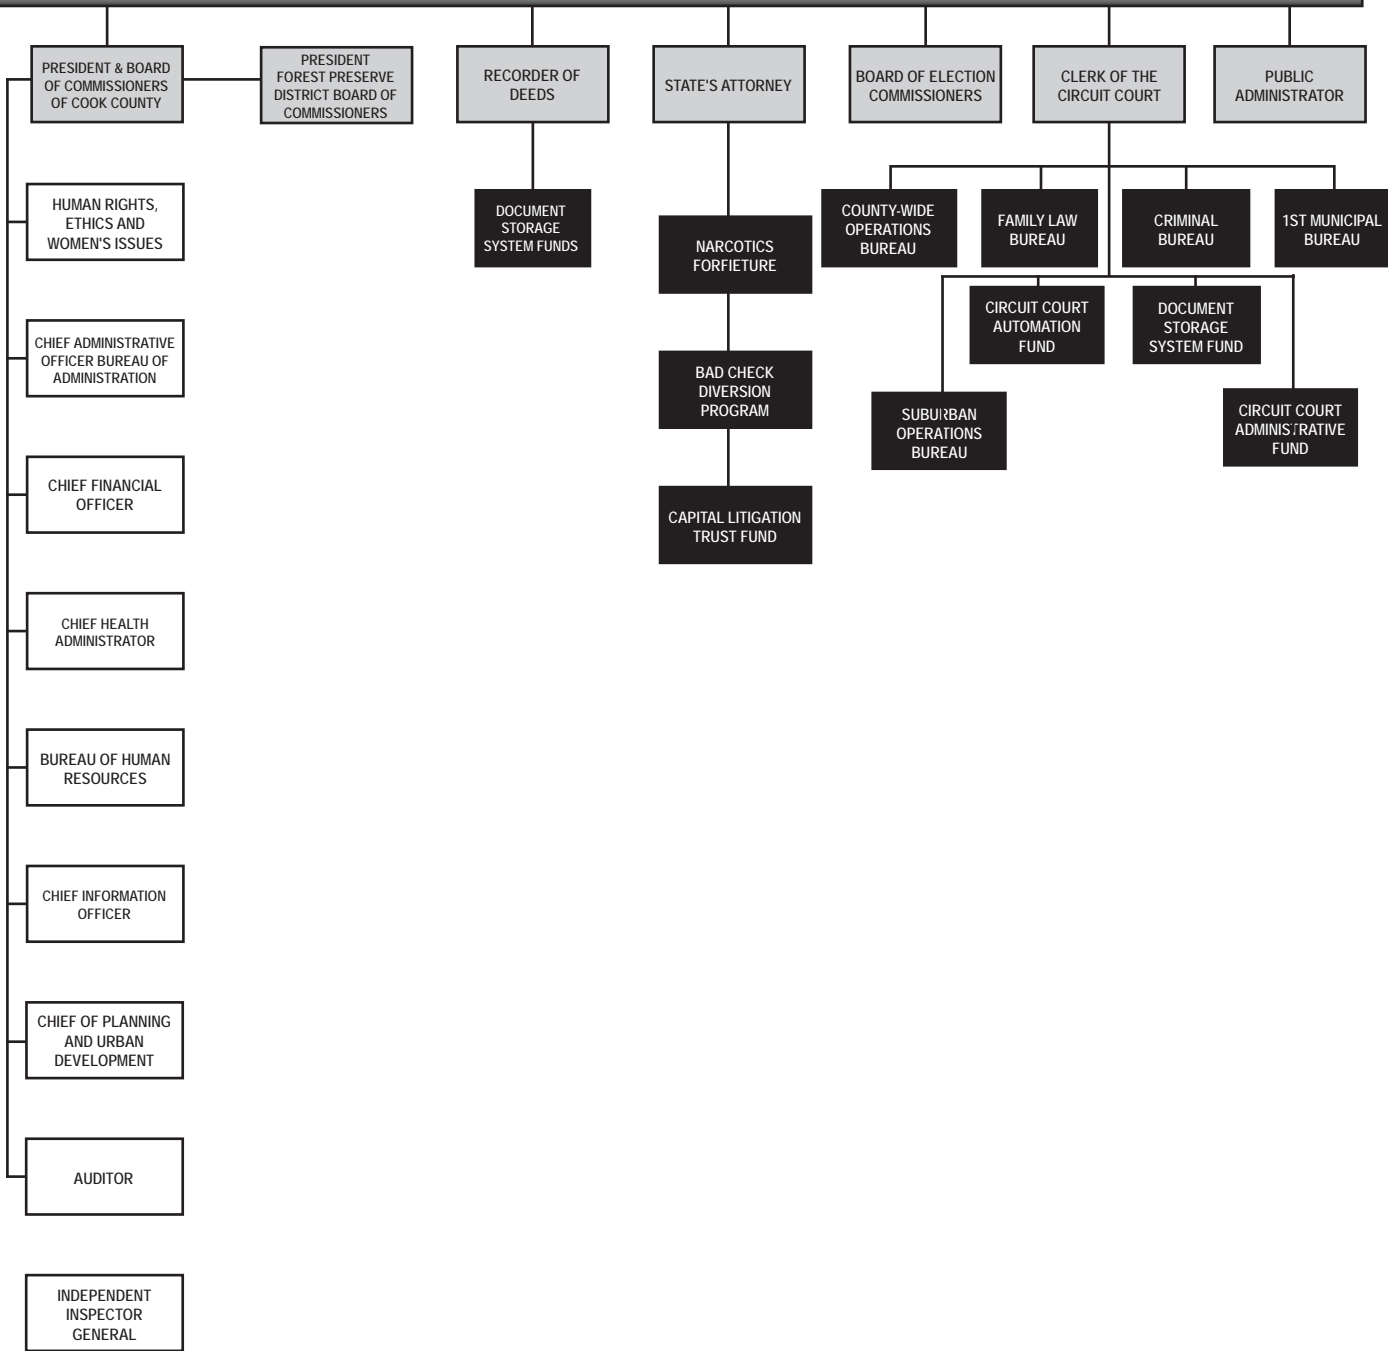 PRESIDENT & BOARD
OF COMMISSIONERS
OF COOK COUNTY
PRESIDENT
FOREST PRESERVE
DISTRICT BOARD OF
COMMISSIONERS
RECORDER OF
DEEDS
STATE'S ATTORNEY
BOARD OF ELECTION
COMMISSIONERS
CLERK OF THE
CIRCUIT COURT
PUBLIC
ADMINISTRATOR
HUMAN RIGHTS,
ETHICS AND
WOMEN'S ISSUES
CHIEF ADMINISTRATIVE
OFFICER BUREAU OF
ADMINISTRATION
CHIEF FINANCIAL
OFFICER
CHIEF HEALTH
ADMINISTRATOR
BUREAU OF HUMAN
RESOURCES
CHIEF INFORMATION
OFFICER
CHIEF OF PLANNING
AND URBAN
DEVELOPMENT
AUDITOR
INDEPENDENT
INSPECTOR
GENERAL
DOCUMENT
STORAGE
SYSTEM FUNDS
NARCOTICS
FORFIETURE
BAD CHECK
DIVERSION
PROGRAM
CAPITAL LITIGATION
TRUST FUND
COUNTY-WIDE
OPERATIONS
BUREAU
FAMILY LAW
BUREAU
CRIMINAL
BUREAU
1ST MUNICIPAL
BUREAU
CIRCUIT COURT
AUTOMATION
FUND
DOCUMENT
STORAGE
SYSTEM FUND
SUBURBAN
OPERATIONS
BUREAU
CIRCUIT COURT
ADMINISTRATIVE
FUND